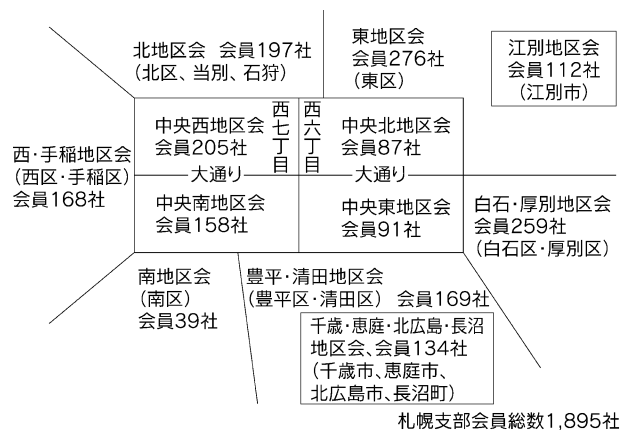 北地区会 会員197社
(北区、当別、石狩)
東地区会
会員276社
(東区)
江別地区会
会員112社
(江別市)
中央西地区会
会員205社
西七丁目
西六丁目
中央北地区会
会員87社
西・手稲地区会
(西区・手稲区)
会員168社
大通り
大通り
中央南地区会
会員158社
中央東地区会
会員91社
白石・厚別地区会
会員259社
(白石区・厚別区)
南地区会
(南区)
会員39社
豊平・清田地区会
(豊平区・清田区) 会員169社
千歳・恵庭・北広島・長沼
地区会、会員134社
(千歳市、恵庭市、
北広島市、長沼町)
札幌支部会員総数1,895社